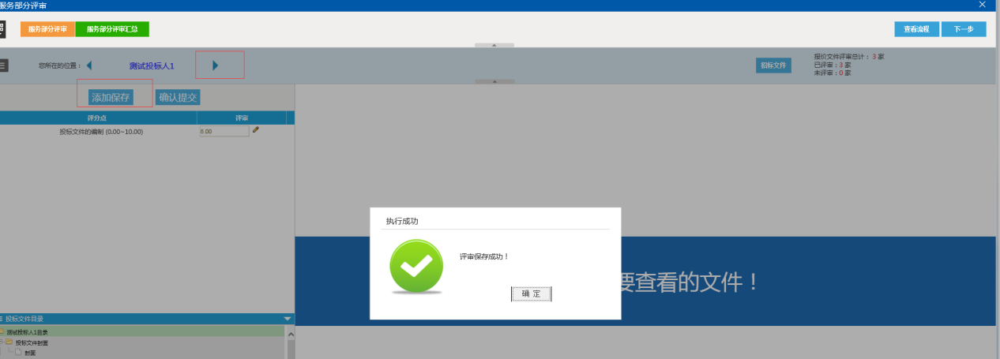 服务部分评审
服务部分评审 服务部分评审汇总 查看流程 下一步
您所在的位置： 测试投标人1 招标文件
报价文件评审总计：3 家
已评审：3 家
未评审：0 家
添加保存 确认提交
评分点 评审
投标文件的编制 (0.00~10.00) 8.00
执行成功
评审保存成功！
确 定
要查看的文件！
投标文件目录
测试投标人1目录
投标文件封面
封面